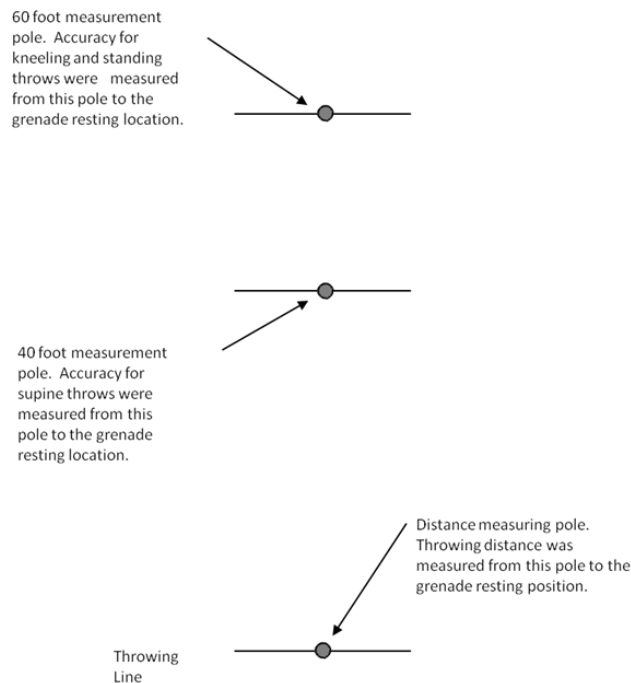 60 foot measurement
pole.  Accuracy for
kneeling and standing
throws were   measured
from this pole to the
grenade resting location.
40 foot measurement
pole.  Accuracy for
supine throws were
measured from this
pole to the grenade
resting location.
Distance measuring pole.
Throwing distance was
measured from this pole to the
grenade resting position.
Throwing
Line